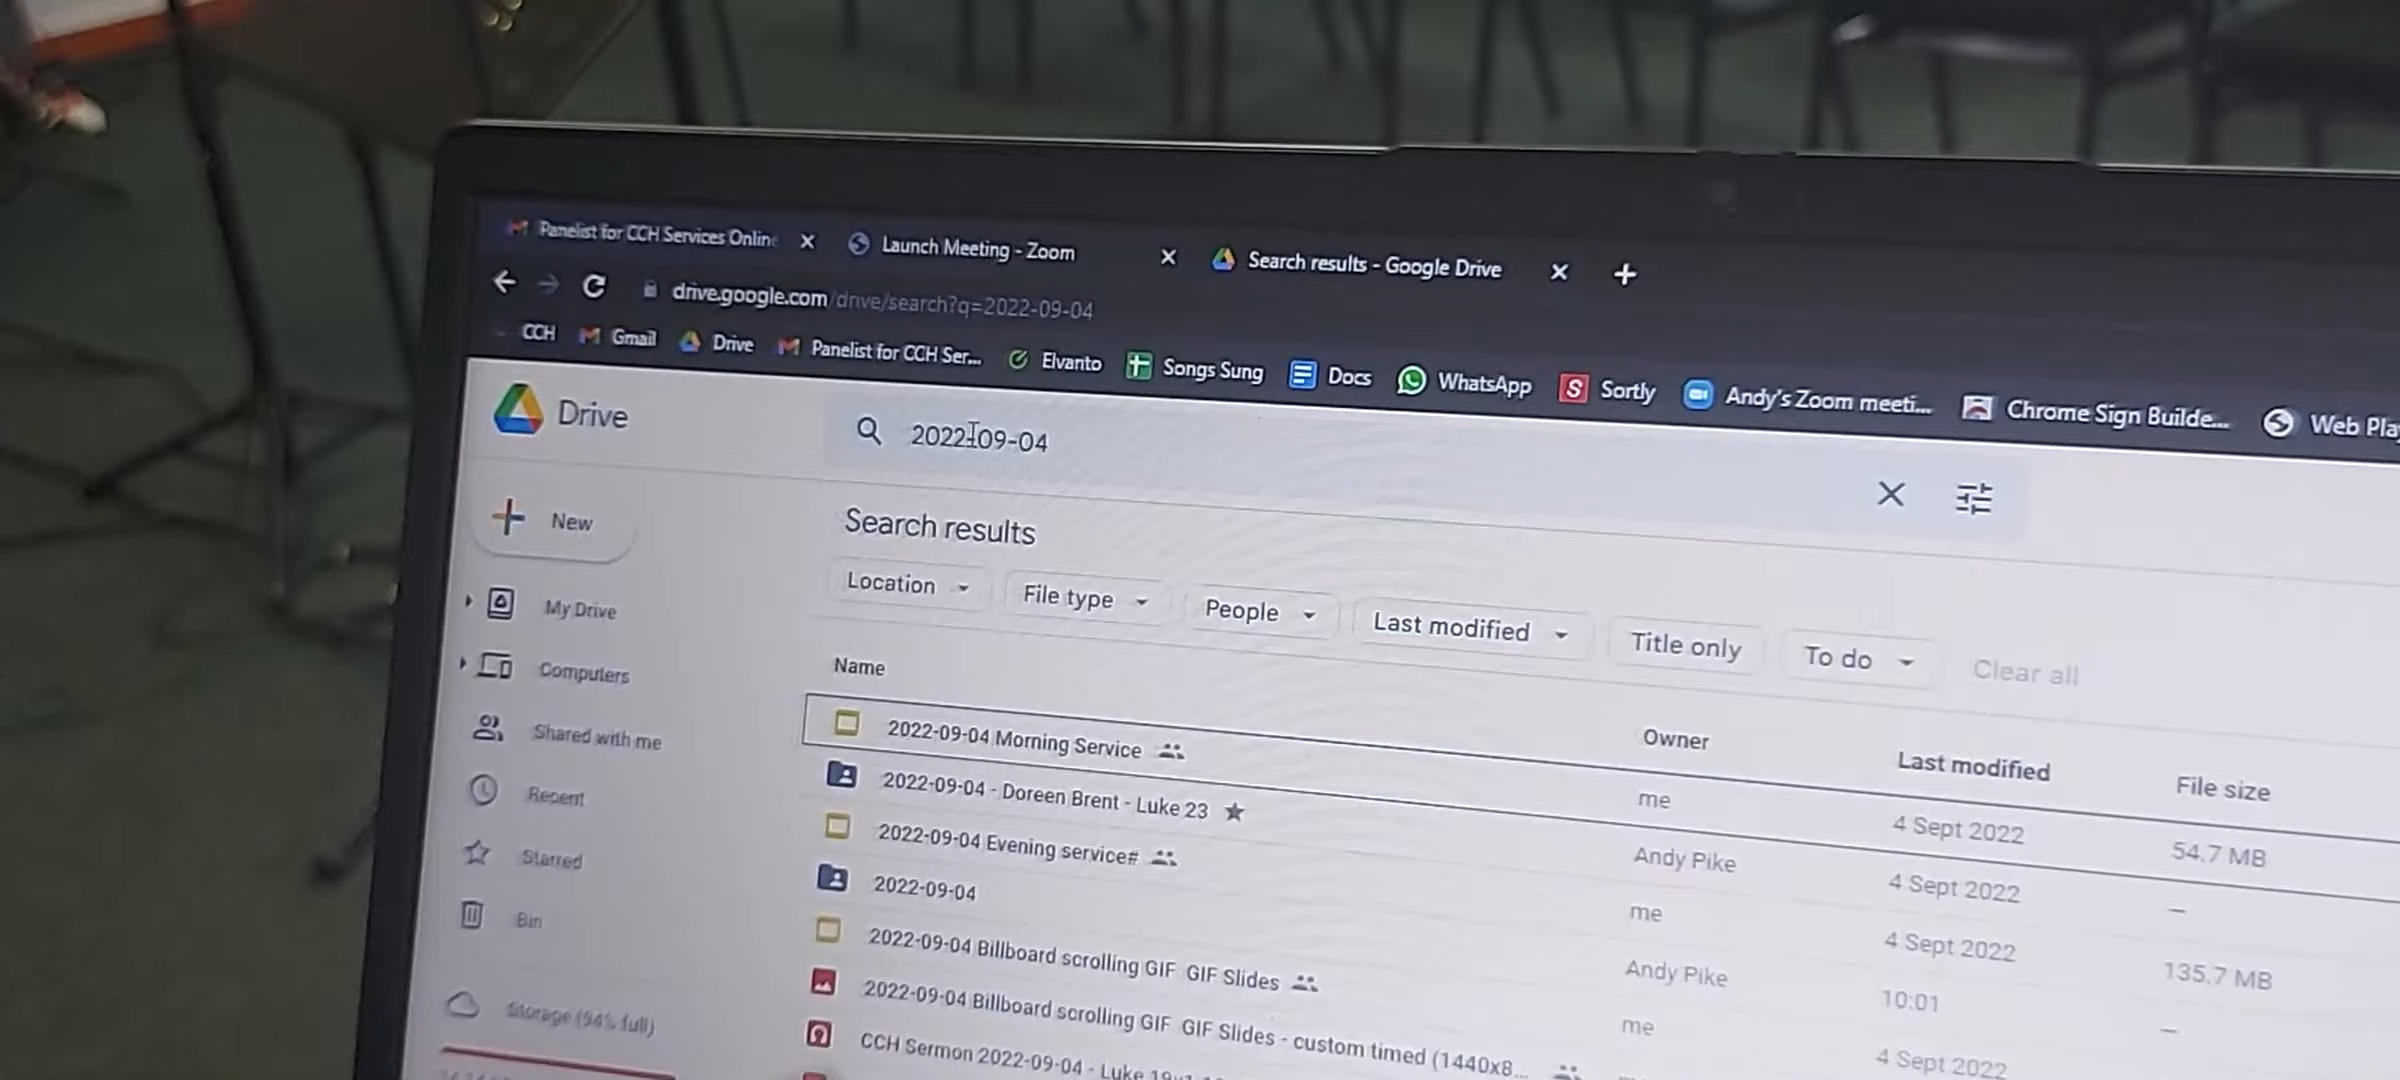 Panelist for CCH Services Online
Launch Meeting - Zoom
Search results - Google Drive
drive.google.com/drive/search?q=2022-09-04
CCH
Gmail
Drive
Panelist for CCH Ser...
Elvanto
Songs Sung
Docs
WhatsApp
Sortly
Andy's Zoom meeti...
Chrome Sign Builde...
Web Pla
Drive
2022-09-04
New
Search results
Location
File type
People
Last modified
Title only
To do
Clear all
My Drive
Computers
Shared with me
Recent
Starred
Bin
Storage (94% full)
Name
Owner
Last modified
File size
2022-09-04 Morning Service
me
4 Sept 2022
54.7 MB
2022-09-04 - Doreen Brent - Luke 23
Andy Pike
4 Sept 2022
–
2022-09-04 Evening service#
me
4 Sept 2022
135.7 MB
2022-09-04
Andy Pike
10:01
–
2022-09-04 Billboard scrolling GIF GIF Slides
me
4 Sept 2022
2022-09-04 Billboard scrolling GIF GIF Slides - custom timed (1440x8...
CCH Sermon 2022-09-04 - Luke